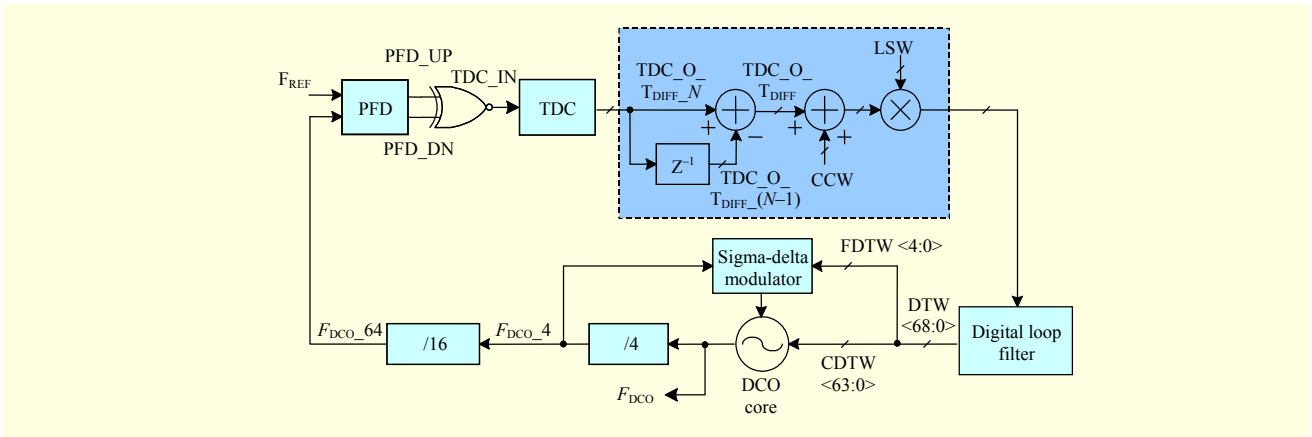 F_REF
PFD_UP
PFD
PFD_DN
TDC_IN
TDC
TDC_O_
T_DIFF_N
+
−
Z⁻¹
TDC_O_
T_DIFF_(N–1)
TDC_O_
T_DIFF
+
+
CCW
LSW
Sigma-delta
modulator
FDTW <4:0>
DTW
<68:0>
Digital loop
filter
CDTW
<63:0>
DCO
core
/4
F_DCO
F_DCO_4
/16
F_DCO_64